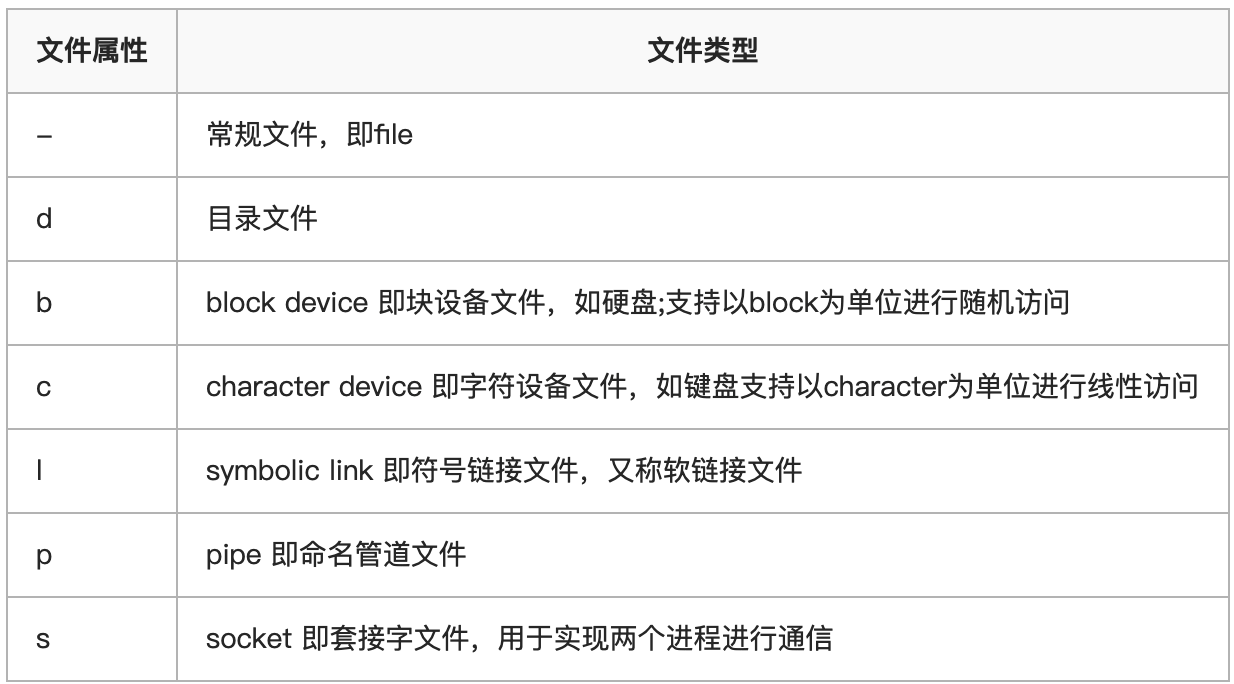 文件属性 文件类型
– 常规文件，即file
d 目录文件
b block device 即块设备文件，如硬盘;支持以block为单位进行随机访问
c character device 即字符设备文件，如键盘支持以character为单位进行线性访问
l symbolic link 即符号链接文件，又称软链接文件
p pipe 即命名管道文件
s socket 即套接字文件，用于实现两个进程进行通信